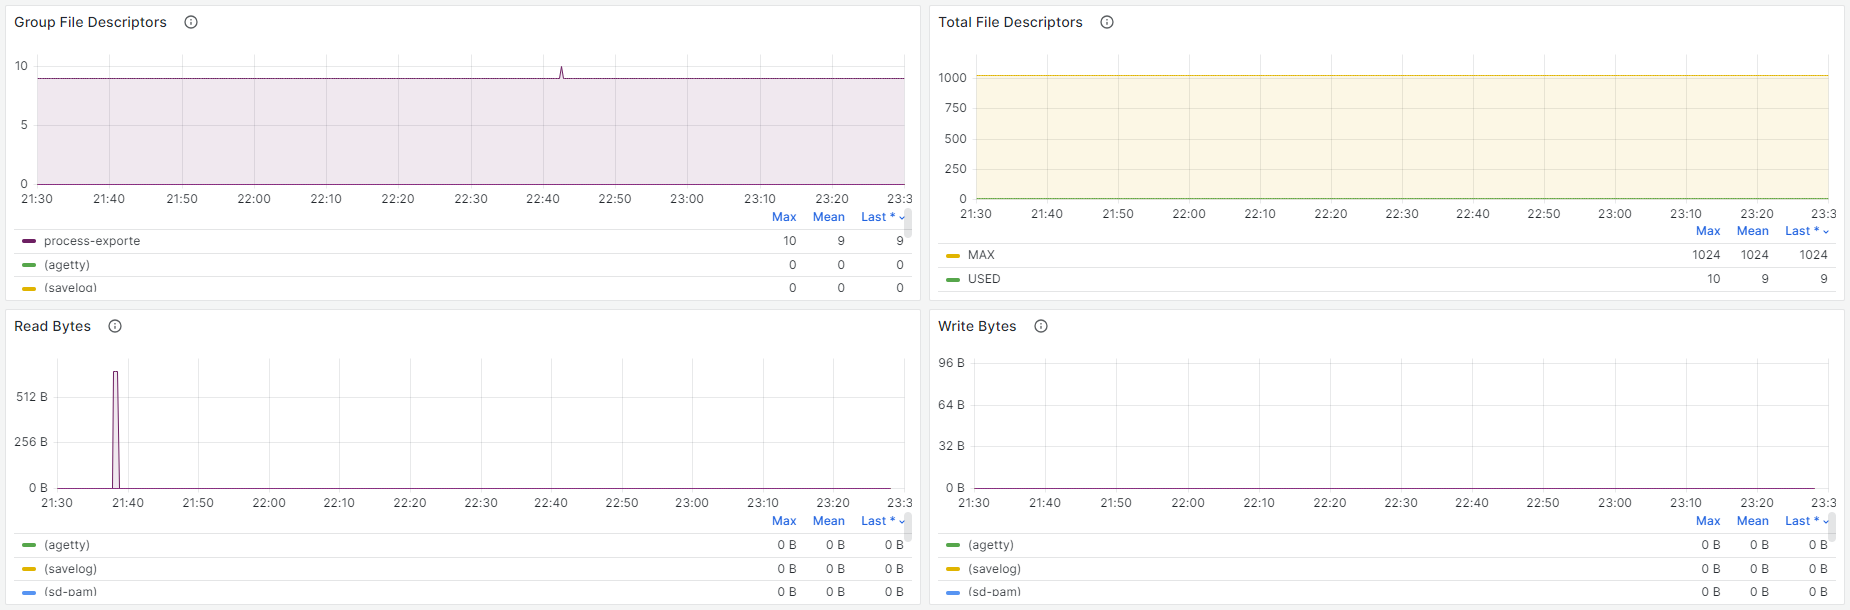 Group File Descriptors
10
5
0
21:30 21:40 21:50 22:00 22:10 22:20 22:30 22:40 22:50 23:00 23:10 23:20 23:3
Max Mean Last *
process-exporte 10 9 9
(agetty) 0 0 0
(savelog) 0 0 0
Total File Descriptors
1000
750
500
250
0
21:30 21:40 21:50 22:00 22:10 22:20 22:30 22:40 22:50 23:00 23:10 23:20 23:3
Max Mean Last *
MAX 1024 1024 1024
USED 10 9 9
Read Bytes
512 B
256 B
0 B
21:30 21:40 21:50 22:00 22:10 22:20 22:30 22:40 22:50 23:00 23:10 23:20 23:3
Max Mean Last *
(agetty) 0 B 0 B 0 B
(savelog) 0 B 0 B 0 B
(sd-pam) 0 B 0 B 0 B
Write Bytes
96 B
64 B
32 B
0 B
21:30 21:40 21:50 22:00 22:10 22:20 22:30 22:40 22:50 23:00 23:10 23:20 23:3
Max Mean Last *
(agetty) 0 B 0 B 0 B
(savelog) 0 B 0 B 0 B
(sd-pam) 0 B 0 B 0 B